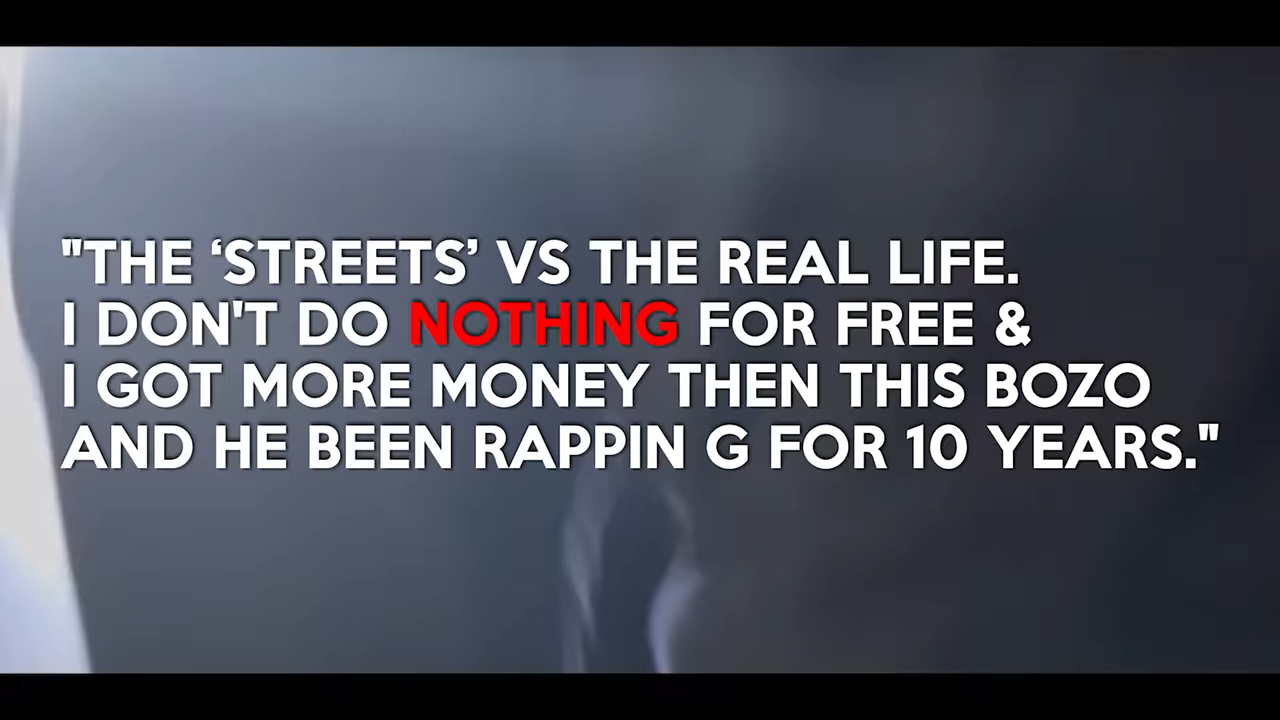 "THE ‘STREETS’ VS THE REAL LIFE.
I DON'T DO NOTHING FOR FREE &
I GOT MORE MONEY THEN THIS BOZO
AND HE BEEN RAPPIN G FOR 10 YEARS."